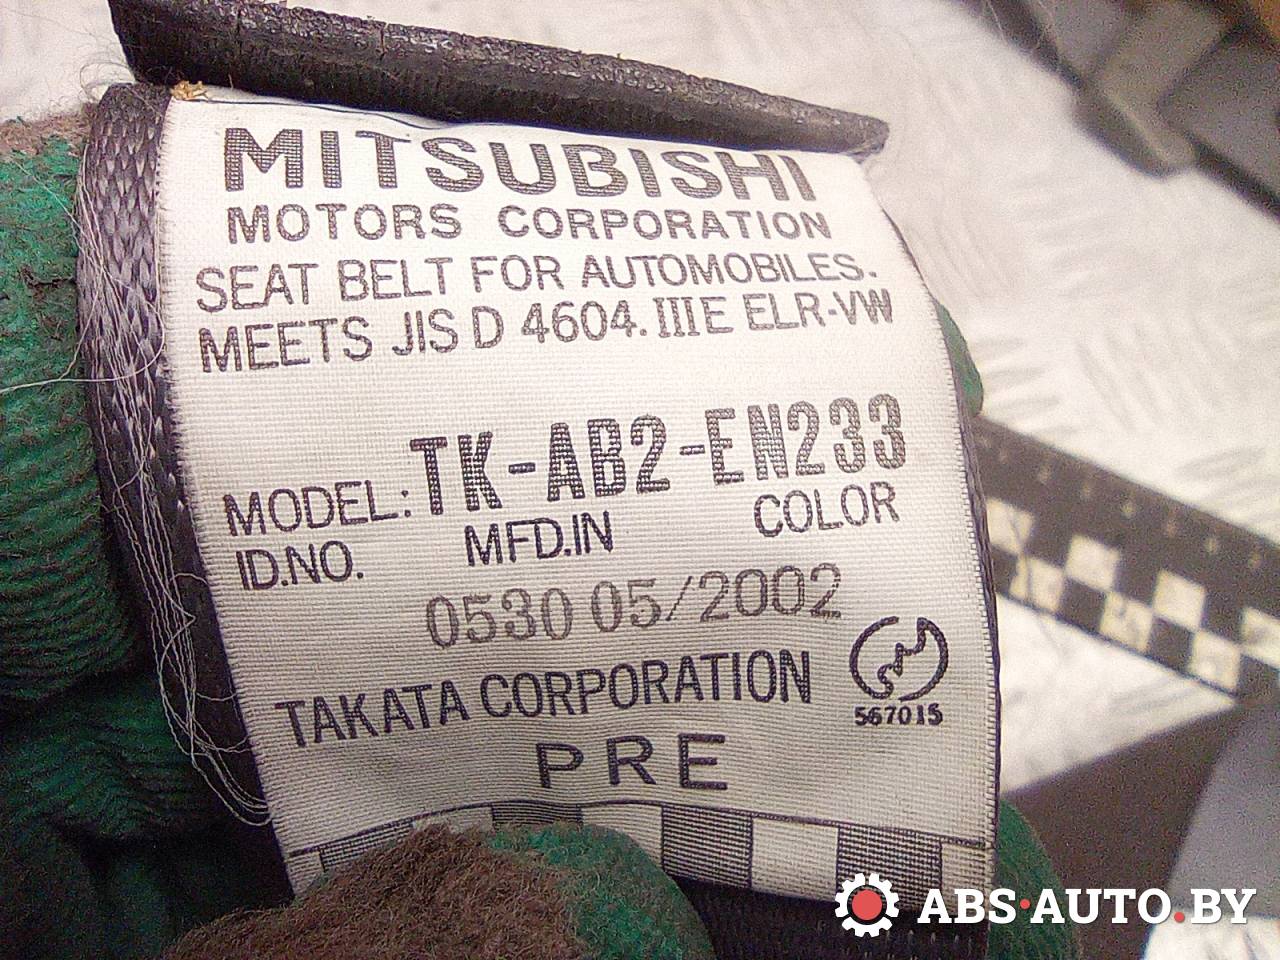 MITSUBISHI
MOTORS CORPORATION
SEAT BELT FOR AUTOMOBILES.
MEETS JIS D 4604. III E ELR-VW
MODEL: TK-AB2-EN233
ID.NO. MFD.IN COLOR
0530 05/2002
TAKATA CORPORATION
567015
PRE
ABS·AUTO.BY